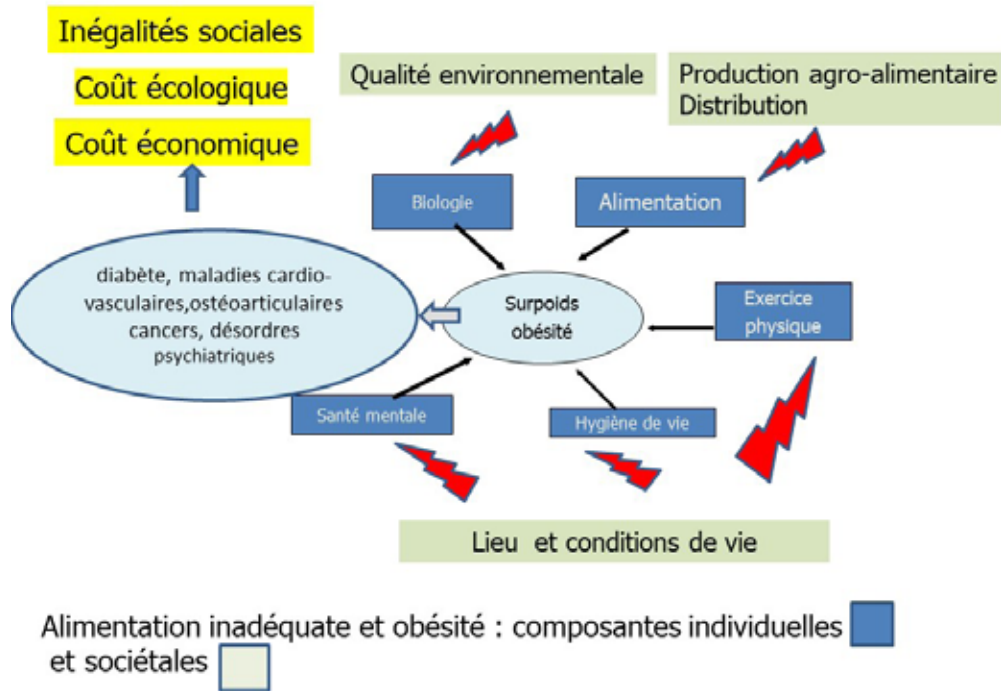 Inégalités sociales
Coût écologique
Coût économique
Qualité environnementale
Production agro-alimentaire
Distribution
Biologie
Alimentation
diabète, maladies cardio-
vasculaires,ostéoarticulaires
cancers, désordres
psychiatriques
Surpoids
obésité
Exercice
physique
Santé mentale
Hygiène de vie
Lieu et conditions de vie
Alimentation inadéquate et obésité : composantes individuelles
et sociétales